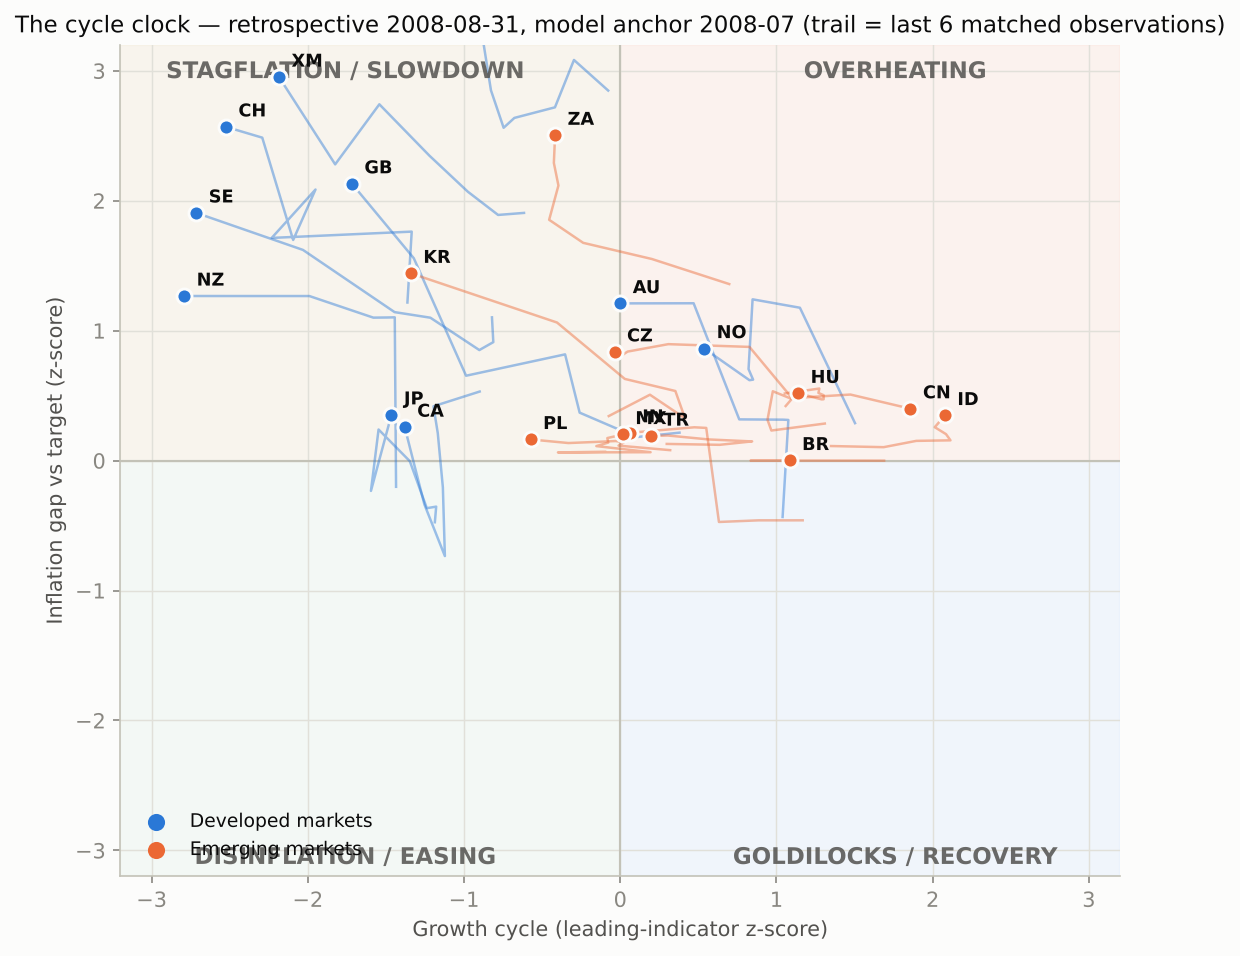 The cycle clock — retrospective 2008-08-31, model anchor 2008-07 (trail = last 6 matched observations)
STAGFLATION / SLOWDOWN
OVERHEATING
XM
CH
ZA
GB
SE
KR
NZ
AU
CZ
NO
HU
CN
ID
JP
CA
PL
MX
IN
TR
BR
3
2
1
0
−1
−2
−3
Inflation gap vs target (z-score)
Developed markets
Emerging markets
DISINFLATION / EASING
GOLDILOCKS / RECOVERY
−3
−2
−1
0
1
2
3
Growth cycle (leading-indicator z-score)